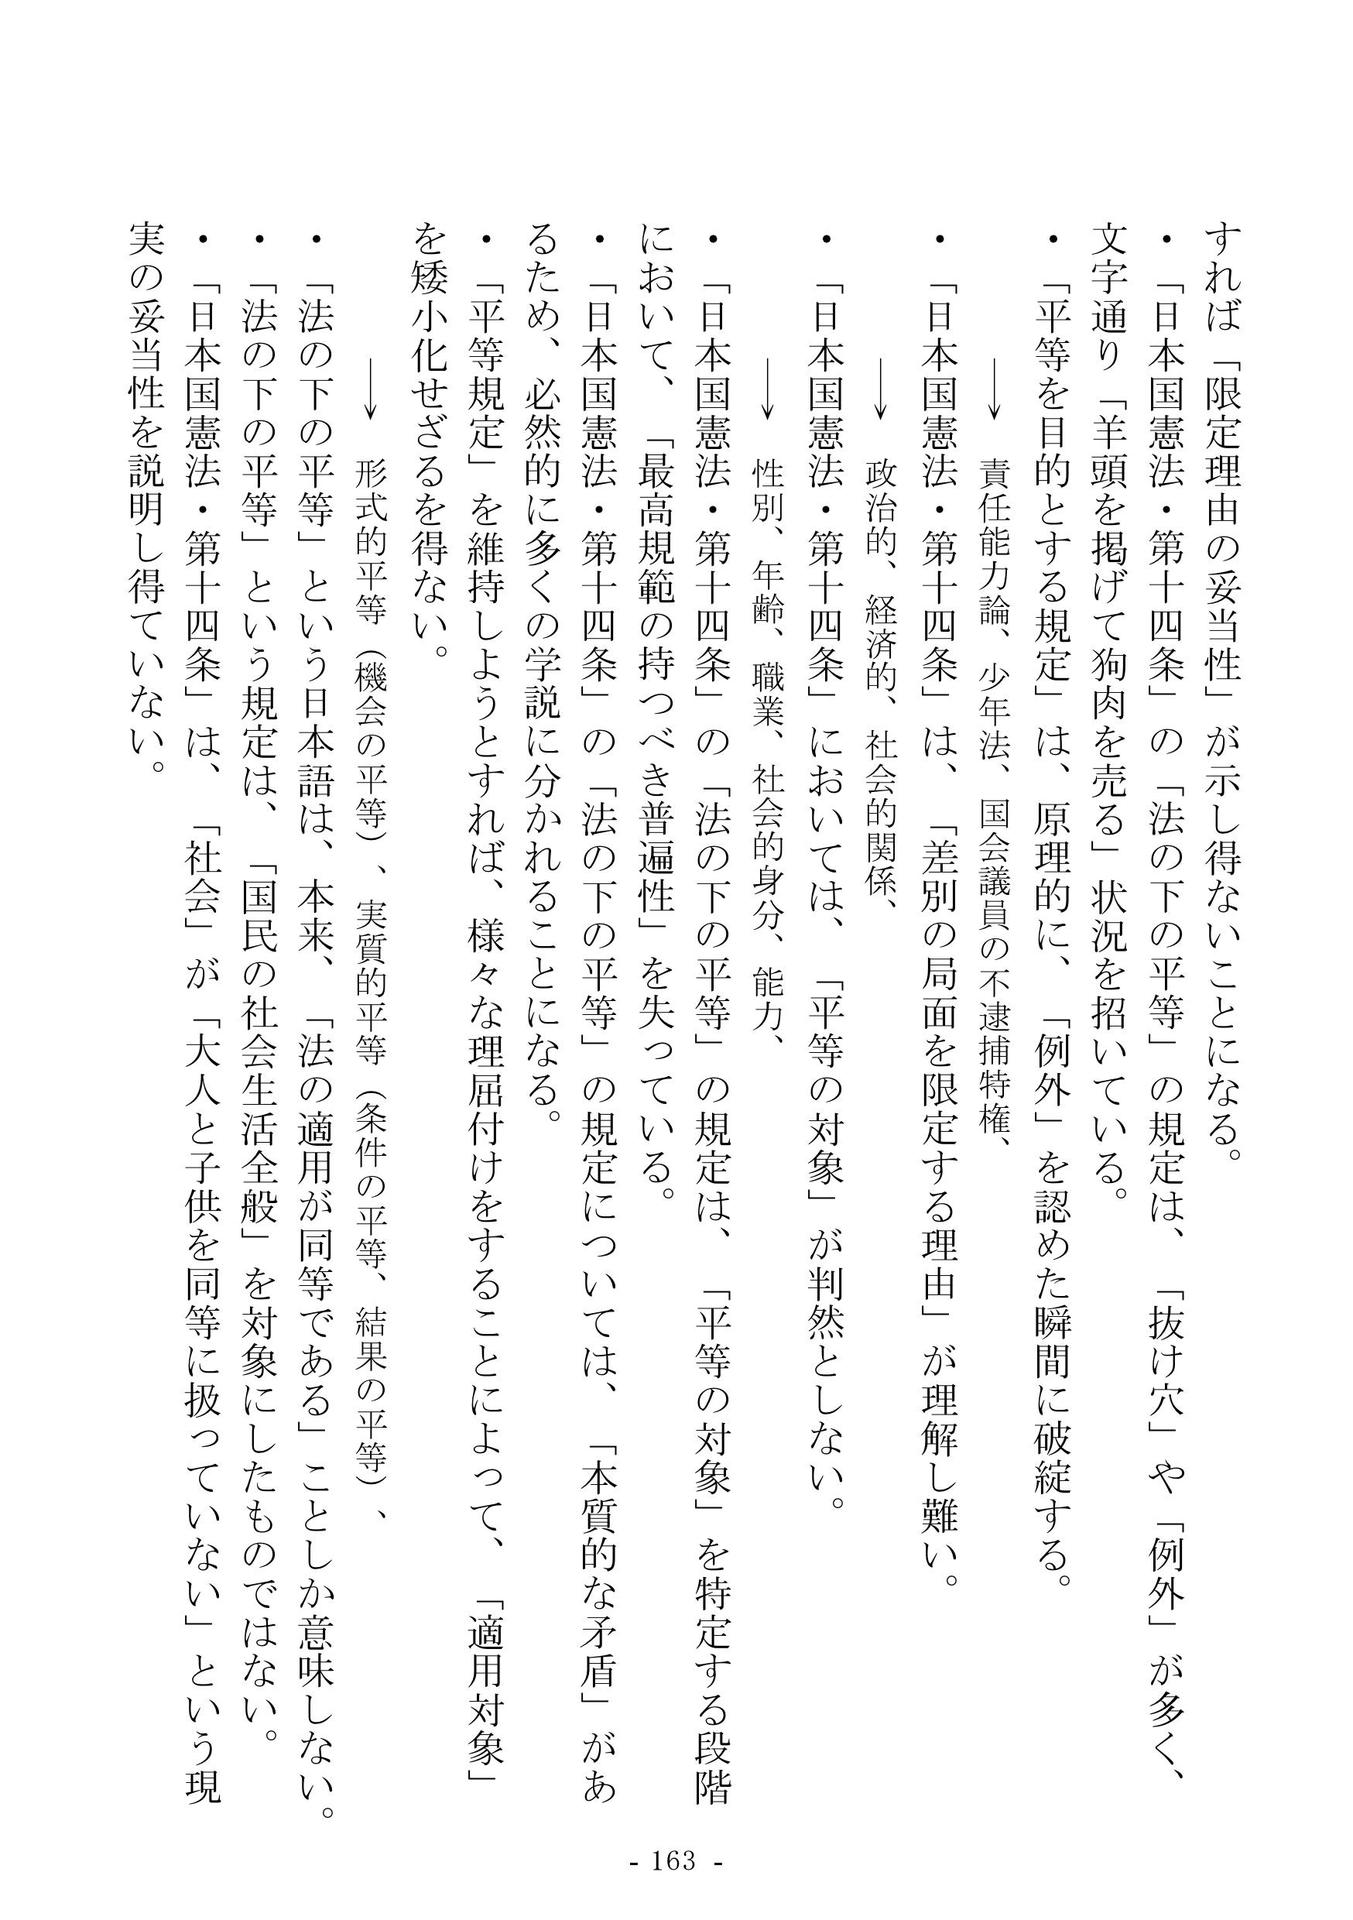 すれば「限定理由の妥当性」が示し得ないことになる。
・「日本国憲法・第十四条」の「法の下の平等」の規定は、「抜け穴」や「例外」が多く、
文字通り「羊頭を掲げて狗肉を売る」状況を招いている。
・「平等を目的とする規定」は、原理的に、「例外」を認めた瞬間に破綻する。
→ 責任能力論、少年法、国会議員の不逮捕特権、
・「日本国憲法・第十四条」は、「差別の局面を限定する理由」が理解し難い。
→ 政治的、経済的、社会的関係、
・「日本国憲法・第十四条」においては、「平等の対象」が判然としない。
→ 性別、年齢、職業、社会的身分、能力、
・「日本国憲法・第十四条」の「法の下の平等」の規定は、「平等の対象」を特定する段階
において、「最高規範の持つべき普遍性」を失っている。
・「日本国憲法・第十四条」の「法の下の平等」の規定については、「本質的な矛盾」があ
るため、必然的に多くの学説に分かれることになる。
・「平等規定」を維持しようとすれば、様々な理屈付けをすることによって、「適用対象」
を矮小化せざるを得ない。
→ 形式的平等（機会の平等）、実質的平等（条件の平等、結果の平等）、
・「法の下の平等」という日本語は、本来、「法の適用が同等である」ことしか意味しない。
・「法の下の平等」という規定は、「国民の社会生活全般」を対象にしたものではない。
・「日本国憲法・第十四条」は、「社会」が「大人と子供を同等に扱っていない」という現
実の妥当性を説明し得ていない。
- 163 -